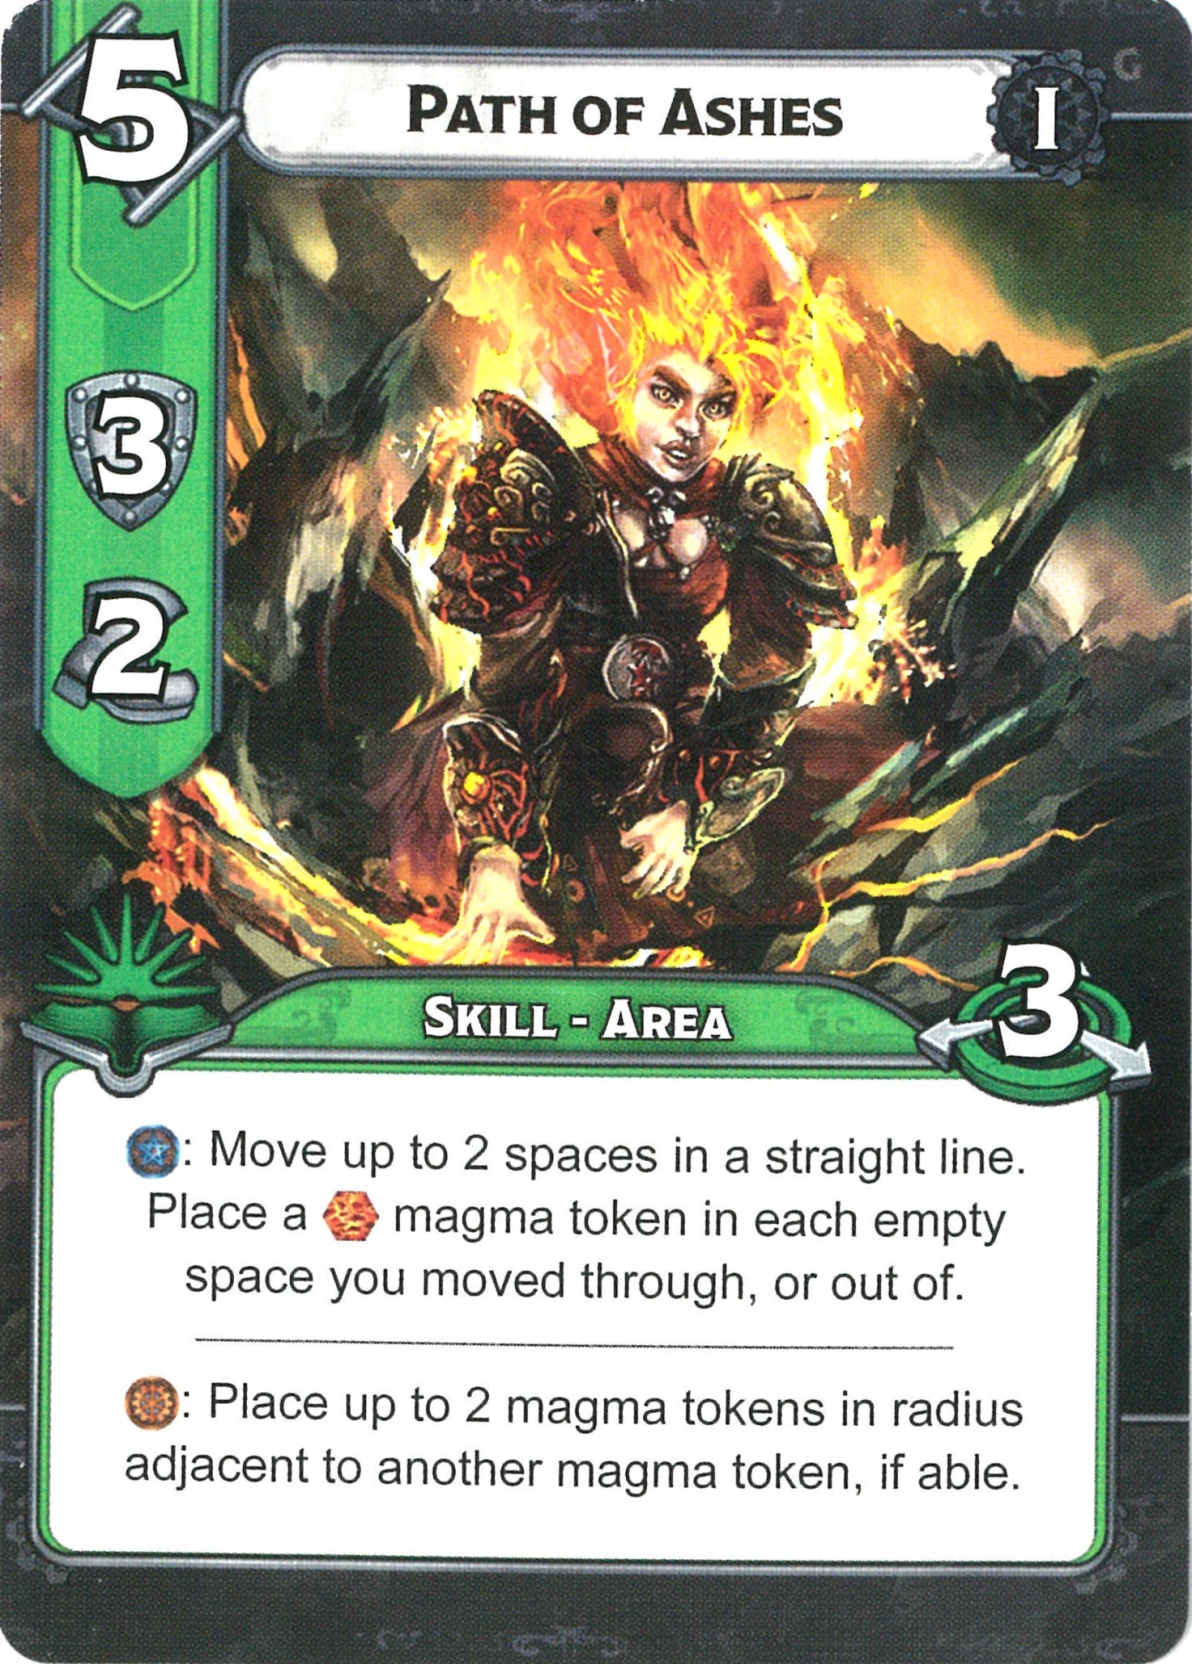 5
PATH OF ASHES
I
G
3
2
SKILL - AREA
3
: Move up to 2 spaces in a straight line.
Place a magma token in each empty
space you moved through, or out of.
: Place up to 2 magma tokens in radius
adjacent to another magma token, if able.